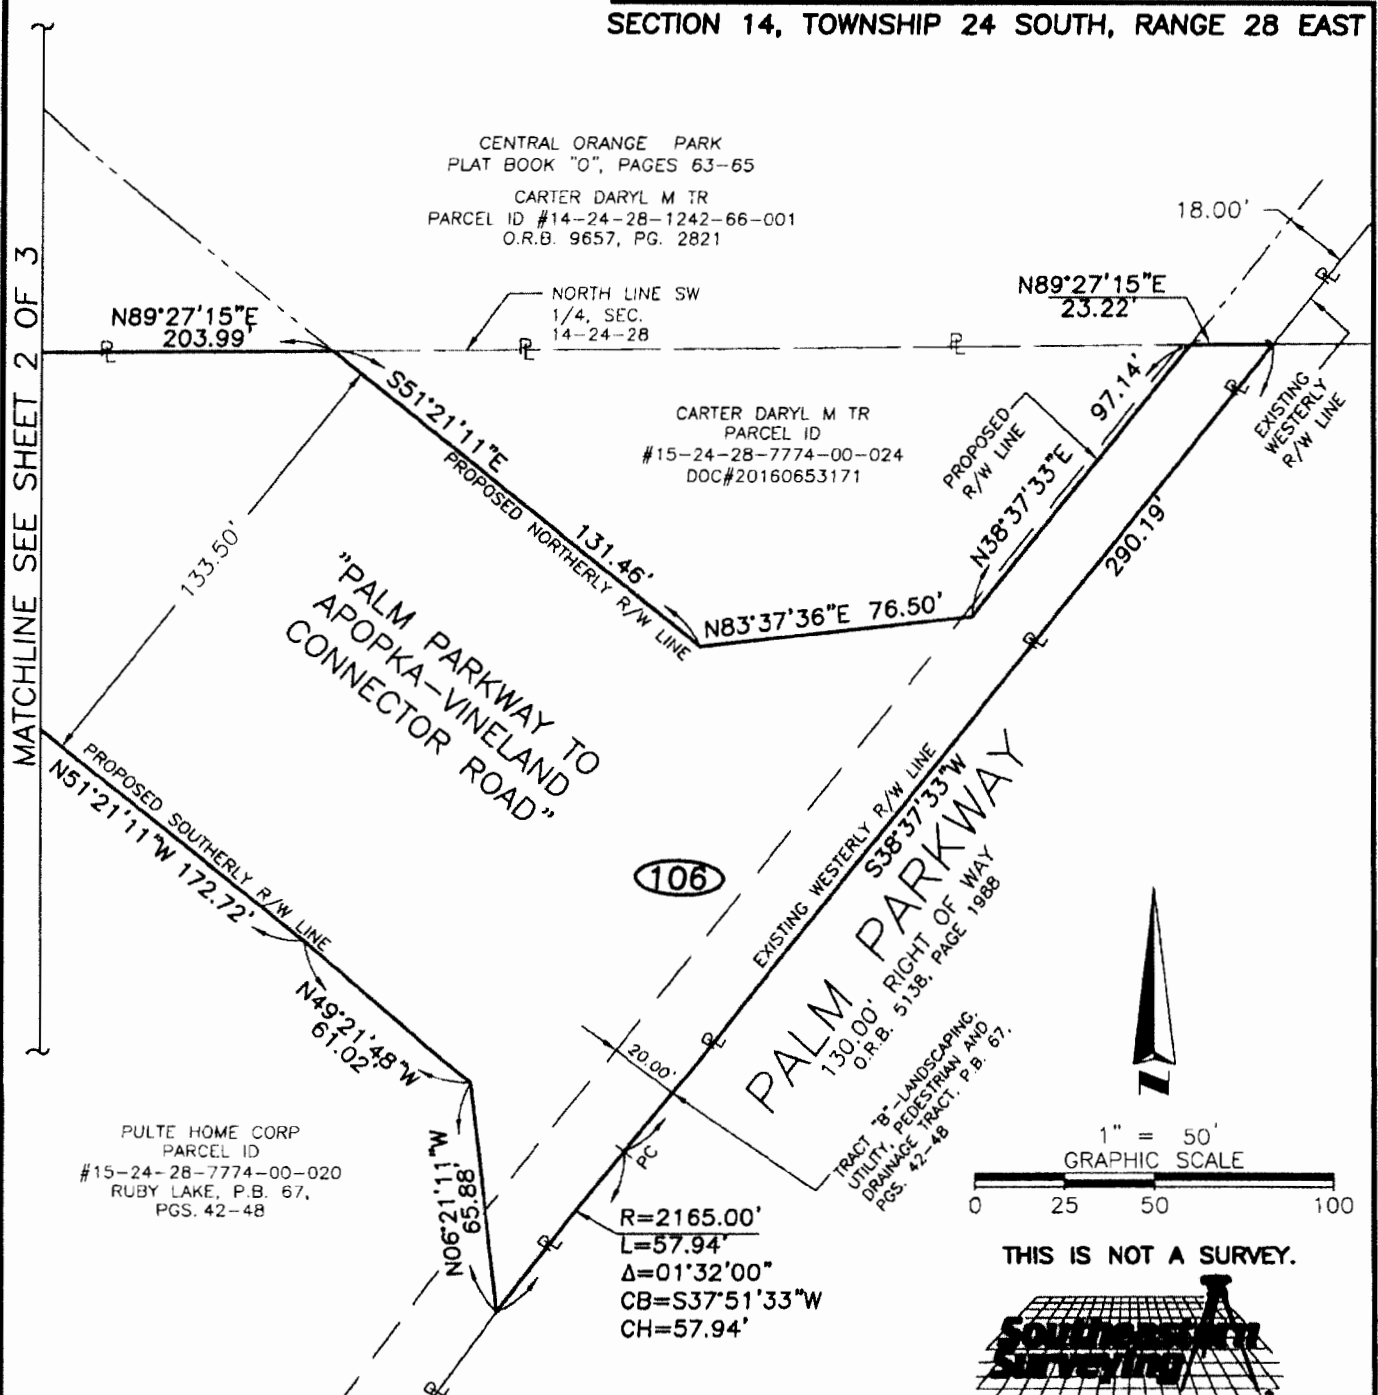 SECTION 14, TOWNSHIP 24 SOUTH, RANGE 28 EAST
MATCHLINE SEE SHEET 2 OF 3
CENTRAL ORANGE PARK
PLAT BOOK "O", PAGES 63-65
CARTER DARYL M TR
PARCEL ID #14-24-28-1242-66-001
O.R.B. 9657, PG. 2821
18.00'
N89°27'15"E
203.99'
NORTH LINE SW
1/4, SEC.
14-24-28
N89°27'15"E
23.22'
EXISTING
WESTERLY
R/W LINE
S51°21'11"E
131.46'
PROPOSED NORTHERLY R/W LINE
CARTER DARYL M TR
PARCEL ID
#15-24-28-7774-00-024
DOC#20160653171
PROPOSED
R/W LINE
N38°37'33"E
97.14'
290.19'
133.50'
"PALM PARKWAY TO
APOPKA-VINELAND
CONNECTOR ROAD"
N83°37'36"E 76.50'
PROPOSED SOUTHERLY R/W LINE
N51°21'11"W 172.72'
106
EXISTING WESTERLY R/W LINE
S38°37'33"W
PALM PARKWAY
130.00' RIGHT OF WAY
O.R.B. 5138, PAGE 1988
N49°21'48"W
61.02'
20.00'
TRACT "B"-LANDSCAPING,
UTILITY, PEDESTRIAN AND
DRAINAGE TRACT, P.B. 67,
PGS. 42-48
PC
PULTE HOME CORP
PARCEL ID
#15-24-28-7774-00-020
RUBY LAKE, P.B. 67,
PGS. 42-48
N06°21'11"W
65.88'
R=2165.00'
L=57.94'
Δ=01°32'00"
CB=S37°51'33"W
CH=57.94'
N
1" = 50'
GRAPHIC SCALE
0 25 50 100
THIS IS NOT A SURVEY.
Southeastern
Surveying